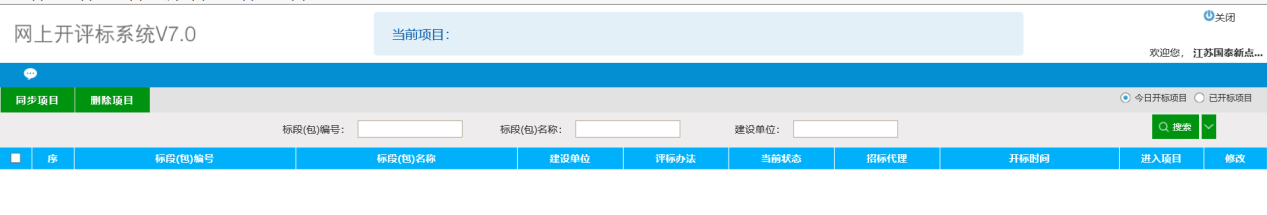 网上开评标系统V7.0
当前项目：
关闭
欢迎您， 江苏国泰新点...
同步项目 删除项目
今日开标项目 已开标项目
标段(包)编号： 标段(包)名称： 建设单位： 搜索
序 标段(包)编号 标段(包)名称 建设单位 评标办法 当前状态 招标代理 开标时间 进入项目 修改